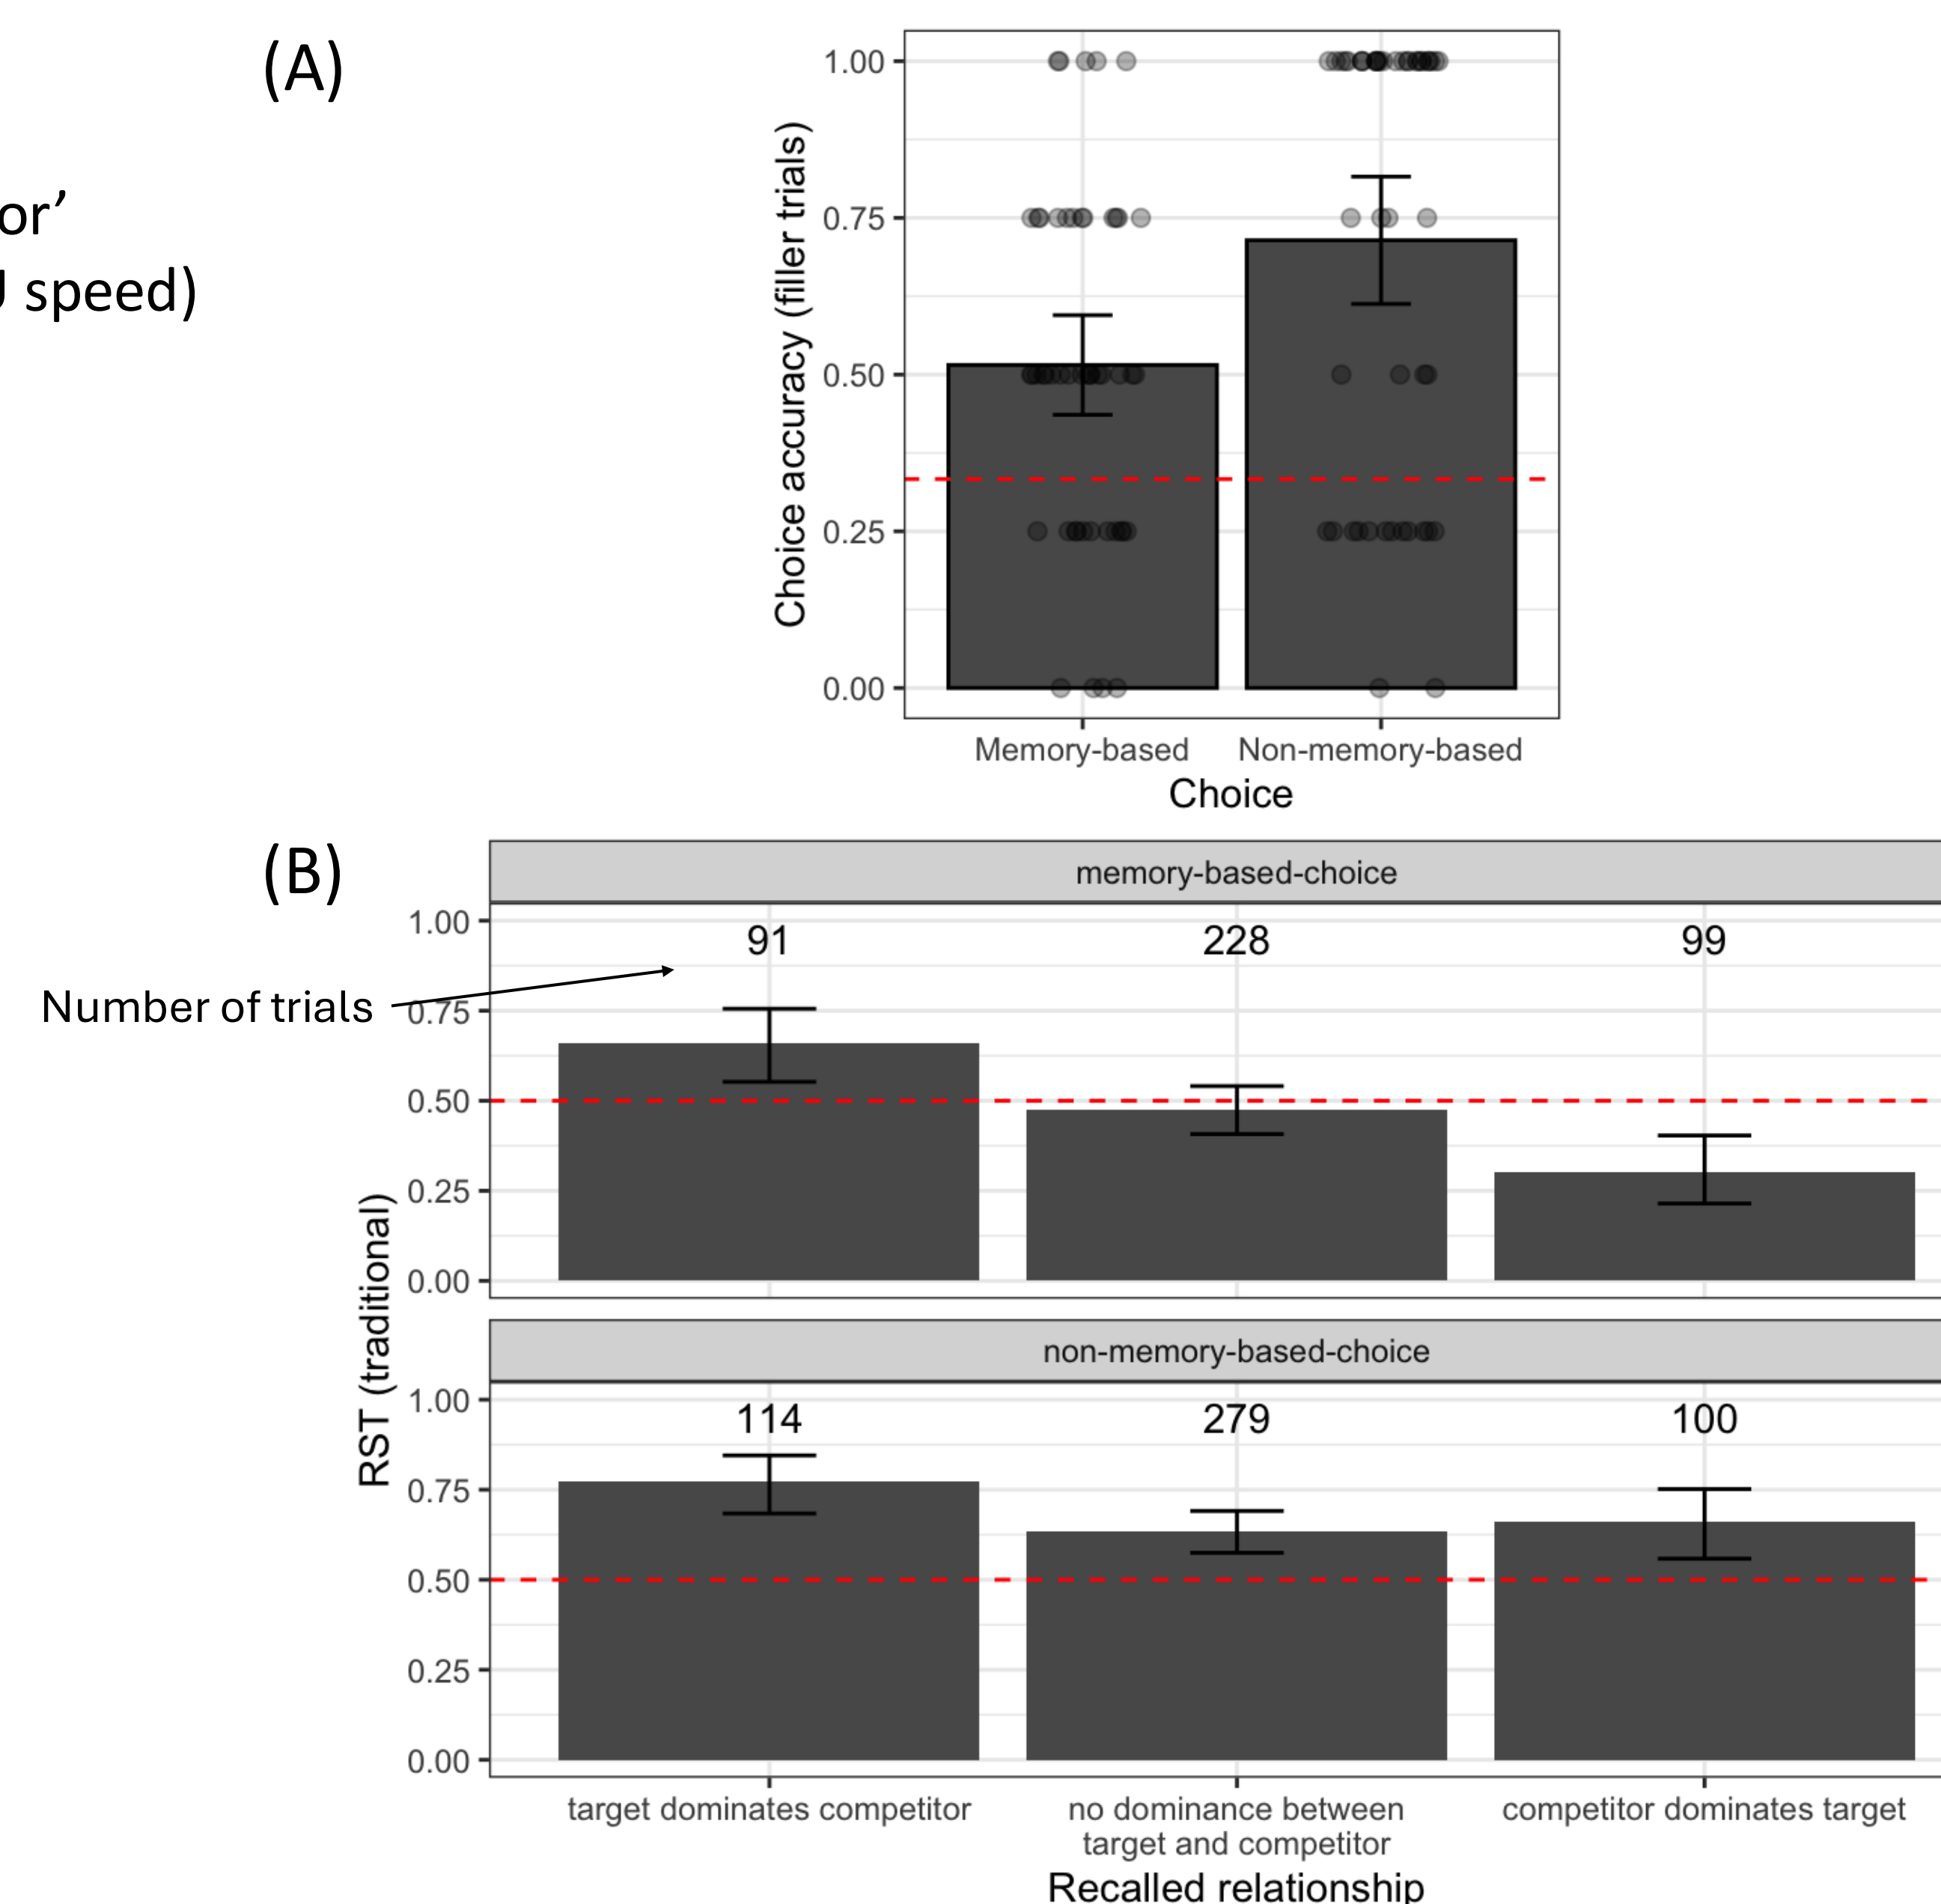 (A)
or’
speed)
Choice accuracy (filler trials)
1.00
0.75
0.50
0.25
0.00
Memory-based
Non-memory-based
Choice
(B)
memory-based-choice
Number of trials
RST (traditional)
1.00
0.75
0.50
0.25
0.00
91
228
99
non-memory-based-choice
1.00
0.75
0.50
0.25
0.00
114
279
100
target dominates competitor
no dominance between
target and competitor
competitor dominates target
Recalled relationship